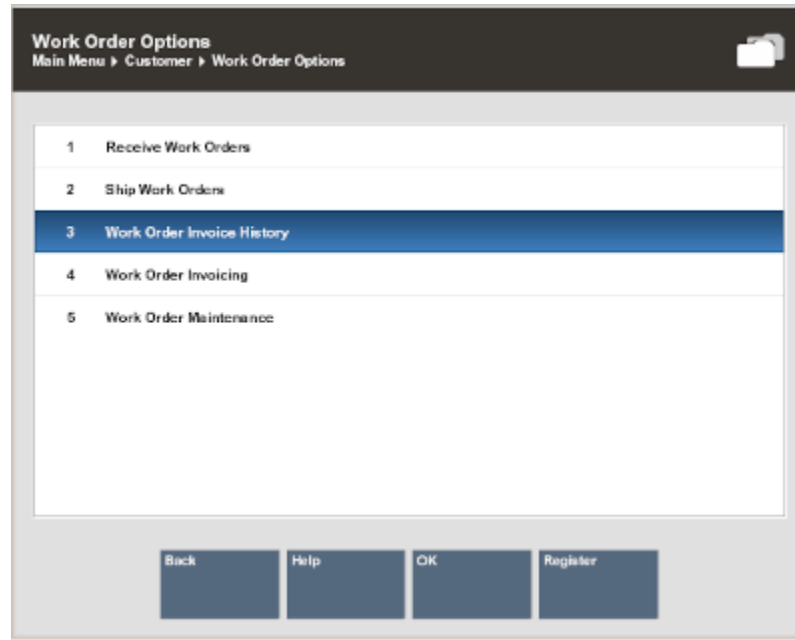 Work Order Options
Main Menu ▸ Customer ▸ Work Order Options
1 Receive Work Orders
2 Ship Work Orders
3 Work Order Invoice History
4 Work Order Invoicing
5 Work Order Maintenance
Back Help OK Register